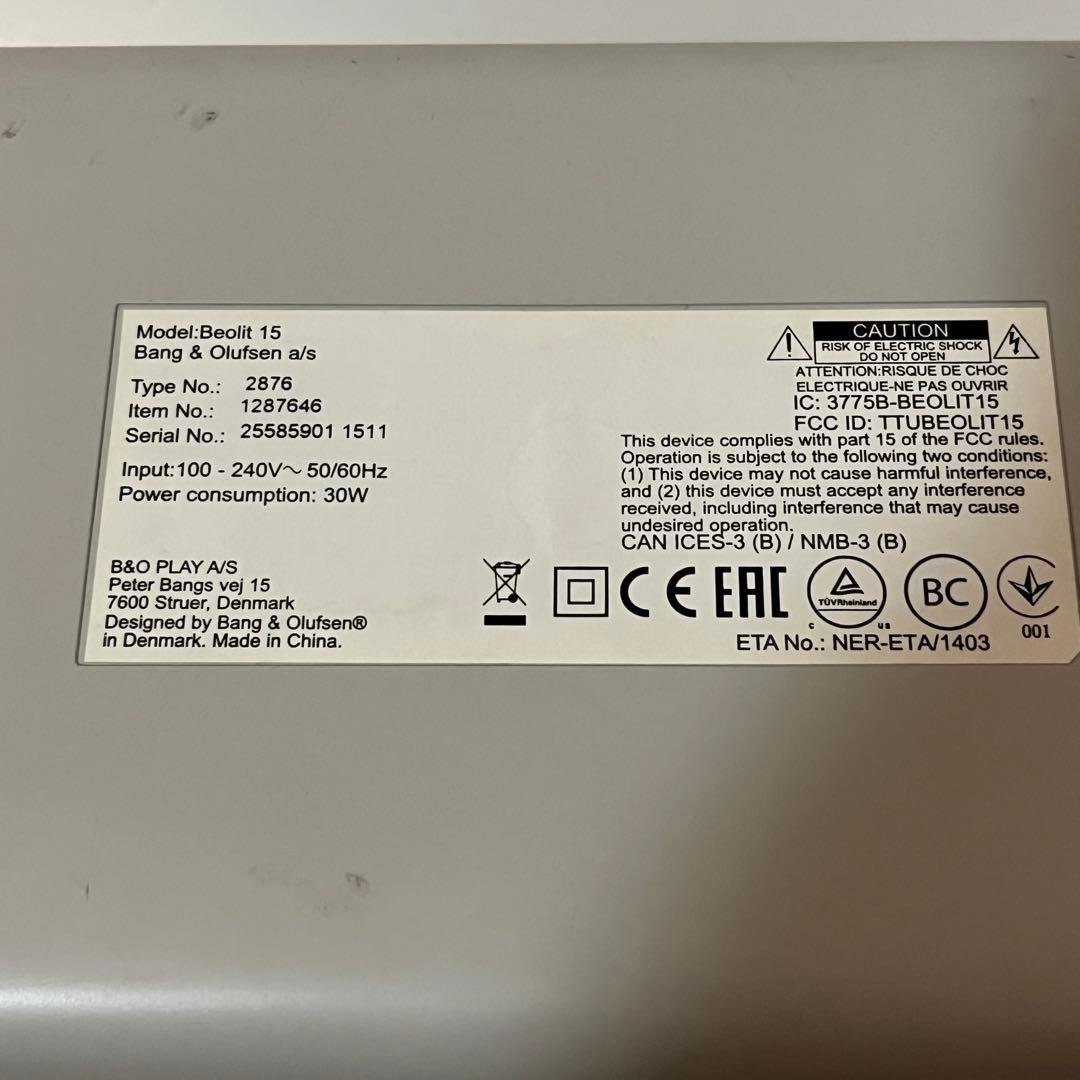 Model:Beolit 15
Bang & Olufsen a/s
Type No.: 2876
Item No.: 1287646
Serial No.: 25585901 1511
Input:100 - 240V～ 50/60Hz
Power consumption: 30W
B&O PLAY A/S
Peter Bangs vej 15
7600 Struer, Denmark
Designed by Bang & Olufsen®
in Denmark. Made in China.
CAUTION
RISK OF ELECTRIC SHOCK
DO NOT OPEN
ATTENTION:RISQUE DE CHOC
ELECTRIQUE-NE PAS OUVRIR
IC: 3775B-BEOLIT15
FCC ID: TTUBEOLIT15
This device complies with part 15 of the FCC rules.
Operation is subject to the following two conditions:
(1) This device may not cause harmful interference,
and (2) this device must accept any interference
received, including interference that may cause
undesired operation.
CAN ICES-3 (B) / NMB-3 (B)
CE EAC TÜVRheinland BC
c us
001
ETA No.: NER-ETA/1403